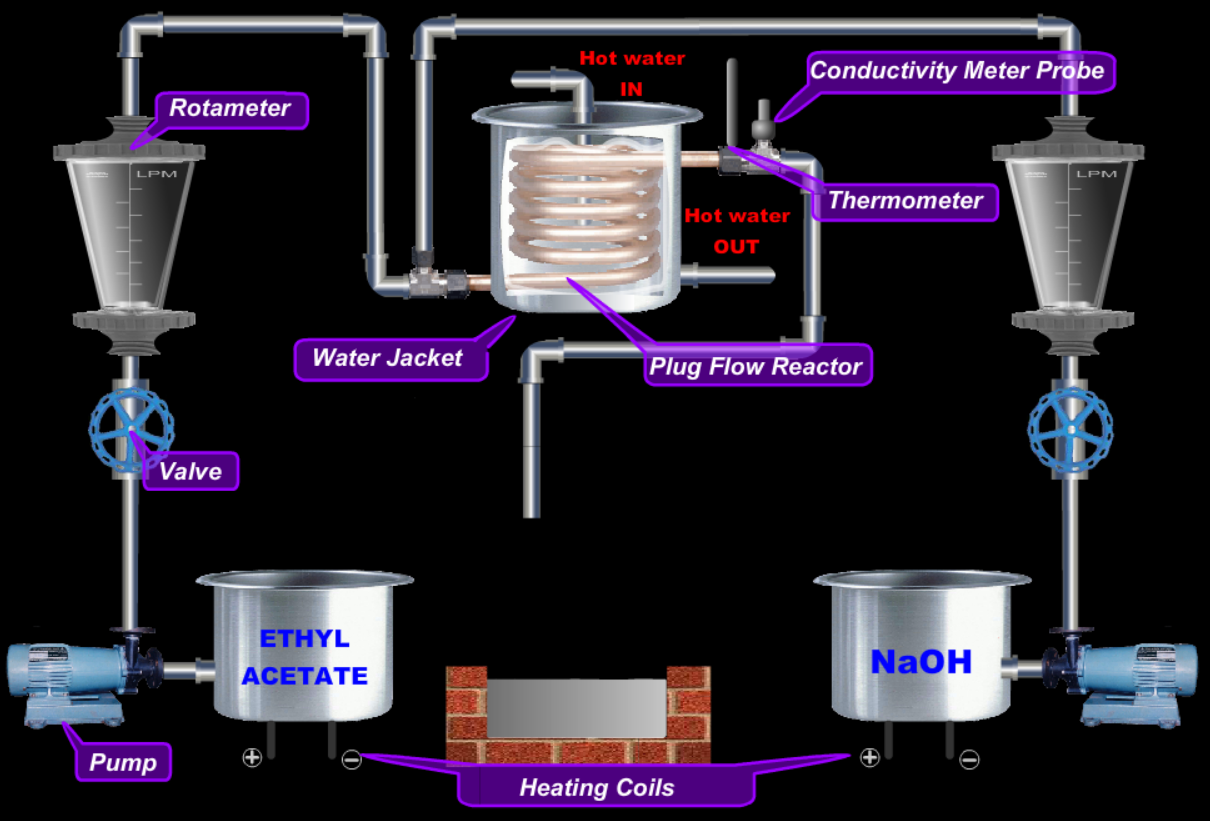 Hot water
IN
Conductivity Meter Probe
Rotameter
LPM
LPM
Thermometer
Hot water
OUT
Water Jacket
Plug Flow Reactor
Valve
ETHYL
ACETATE
NaOH
Pump
+
−
+
−
Heating Coils